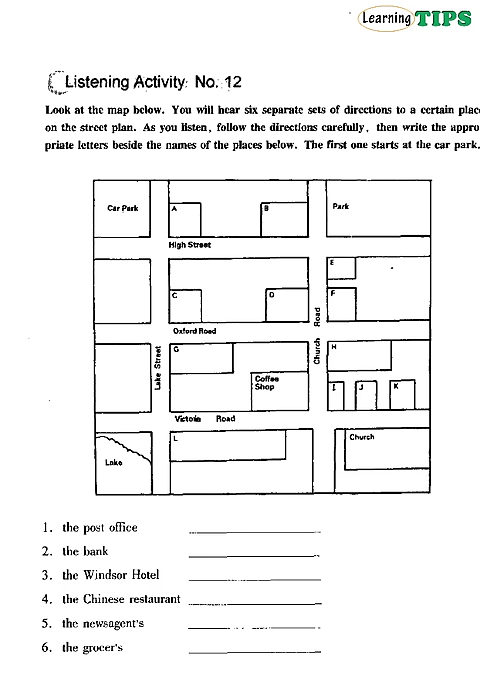 Learning TIPS
Listening Activity: No. 12
Look at the map below. You will hear six separate sets of directions to a certain plac
on the street plan. As you listen, follow the directions carefully, then write the appro
priate letters beside the names of the places below. The first one starts at the car park.
Car Park
A
B
Park
High Street
E
C
D
F
Church Road
Oxford Road
Lake Street
G
H
Coffee
Shop
I
J
K
Victoria Road
L
Church
Lake
1. the post office
2. the bank
3. the Windsor Hotel
4. the Chinese restaurant
5. the newsagent's
6. the grocer's